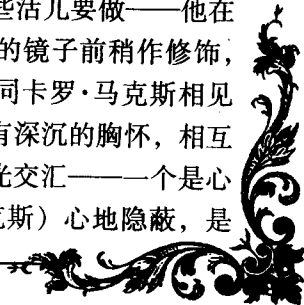 些活儿要做——他在
的镜子前稍作修饰，
同卡罗·马克斯相见
有深沉的胸怀，相互
光交汇——一个是心
克斯）心地隐蔽，是